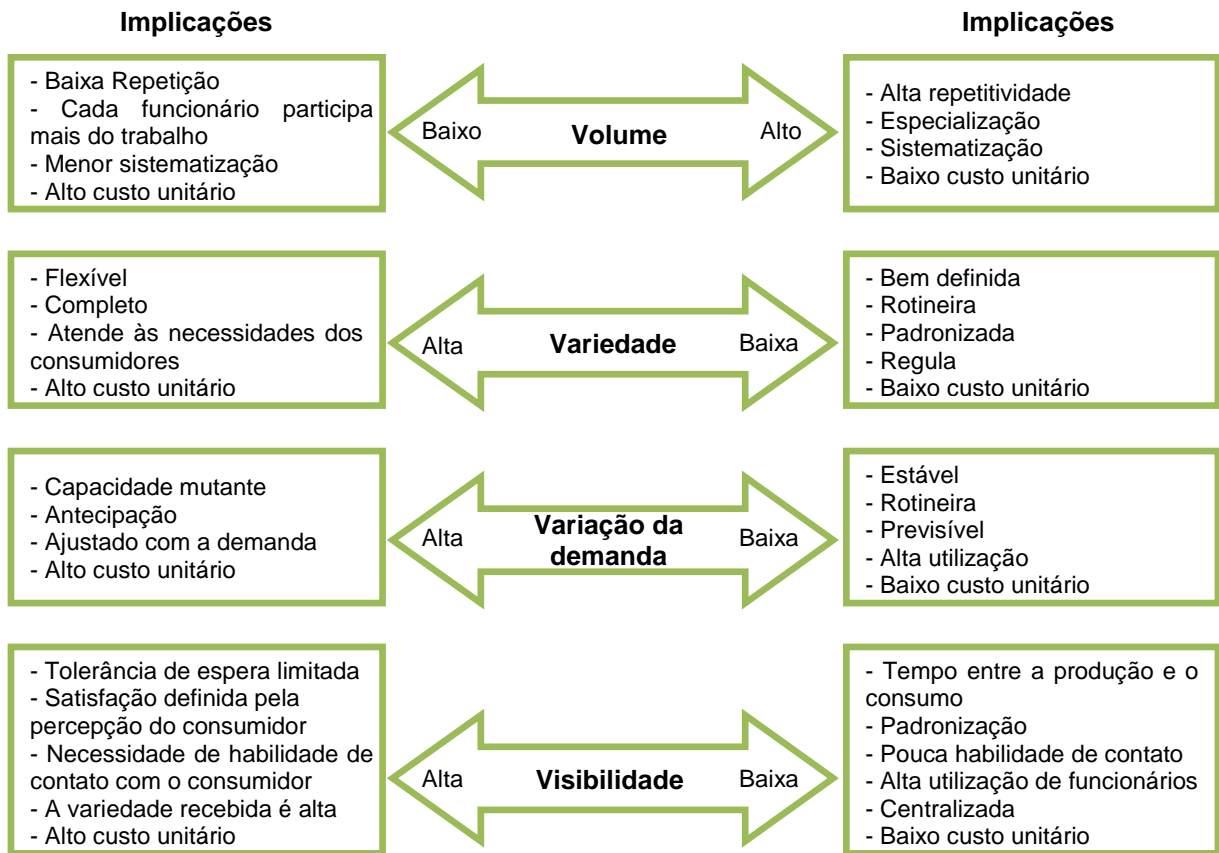 Implicações
Implicações
- Baixa Repetição
- Cada funcionário participa
mais do trabalho
- Menor sistematização
- Alto custo unitário
Baixo
Volume
Alto
- Alta repetitividade
- Especialização
- Sistematização
- Baixo custo unitário
- Flexível
- Completo
- Atende às necessidades dos
consumidores
- Alto custo unitário
Alta
Variedade
Baixa
- Bem definida
- Rotineira
- Padronizada
- Regula
- Baixo custo unitário
- Capacidade mutante
- Antecipação
- Ajustado com a demanda
- Alto custo unitário
Alta
Variação da
demanda
Baixa
- Estável
- Rotineira
- Previsível
- Alta utilização
- Baixo custo unitário
- Tolerância de espera limitada
- Satisfação definida pela
percepção do consumidor
- Necessidade de habilidade de
contato com o consumidor
- A variedade recebida é alta
- Alto custo unitário
Alta
Visibilidade
Baixa
- Tempo entre a produção e o
consumo
- Padronização
- Pouca habilidade de contato
- Alta utilização de funcionários
- Centralizada
- Baixo custo unitário